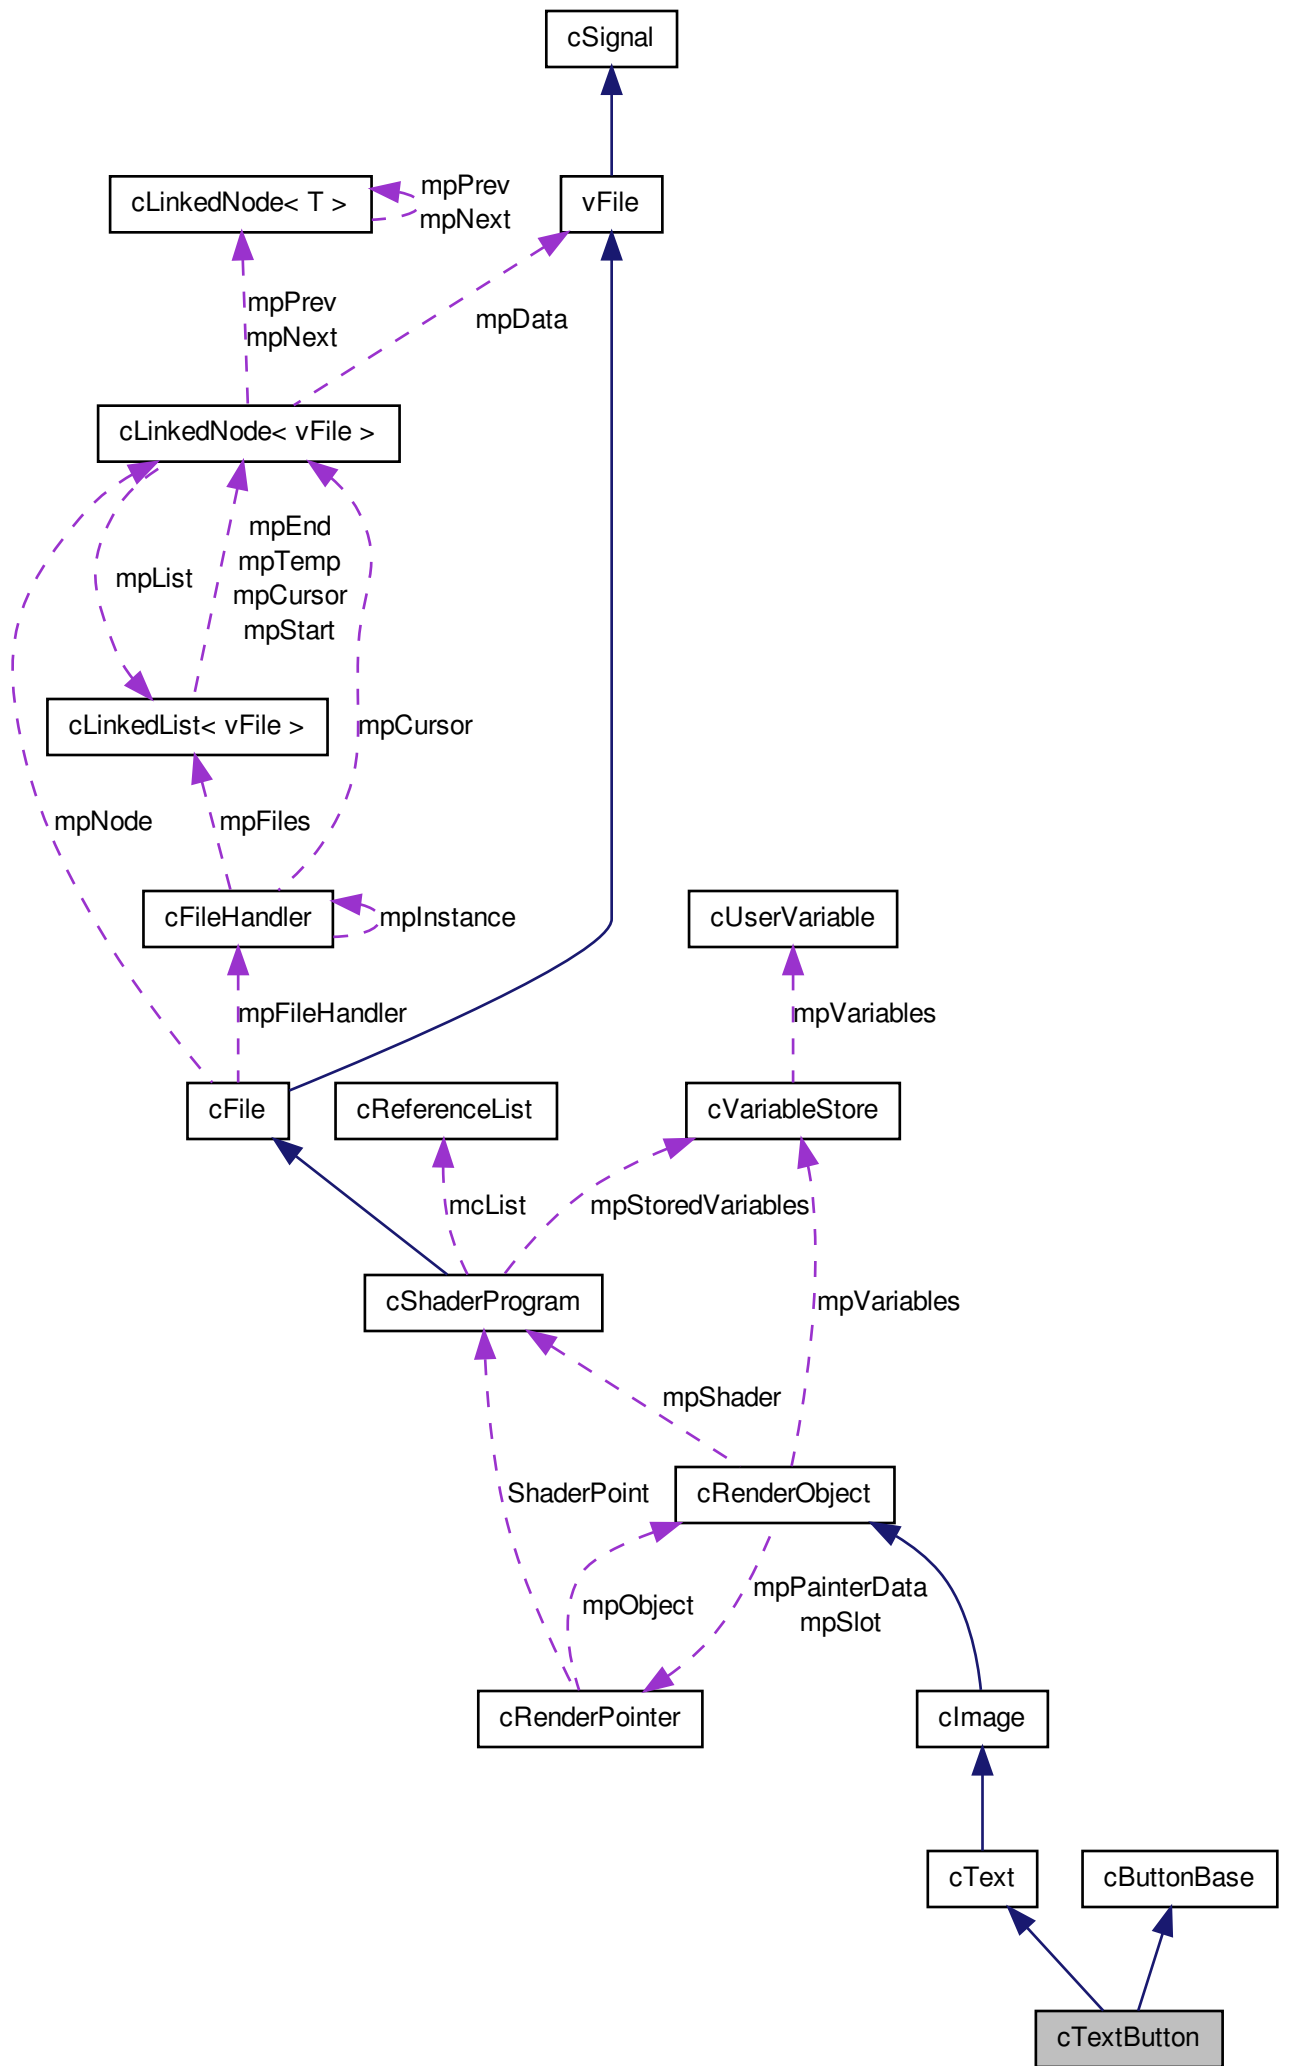 cSignal
cLinkedNode< T >
mpPrev
mpNext
vFile
mpPrev
mpNext
mpData
cLinkedNode< vFile >
mpList
mpEnd
mpTemp
mpCursor
mpStart
cLinkedList< vFile >
mpCursor
mpNode
mpFiles
cFileHandler
mpInstance
cUserVariable
mpFileHandler
mpVariables
cFile
cReferenceList
cVariableStore
mcList
mpStoredVariables
cShaderProgram
mpVariables
mpShader
ShaderPoint
cRenderObject
mpObject
mpPainterData
mpSlot
cRenderPointer
cImage
cText
cButtonBase
cTextButton